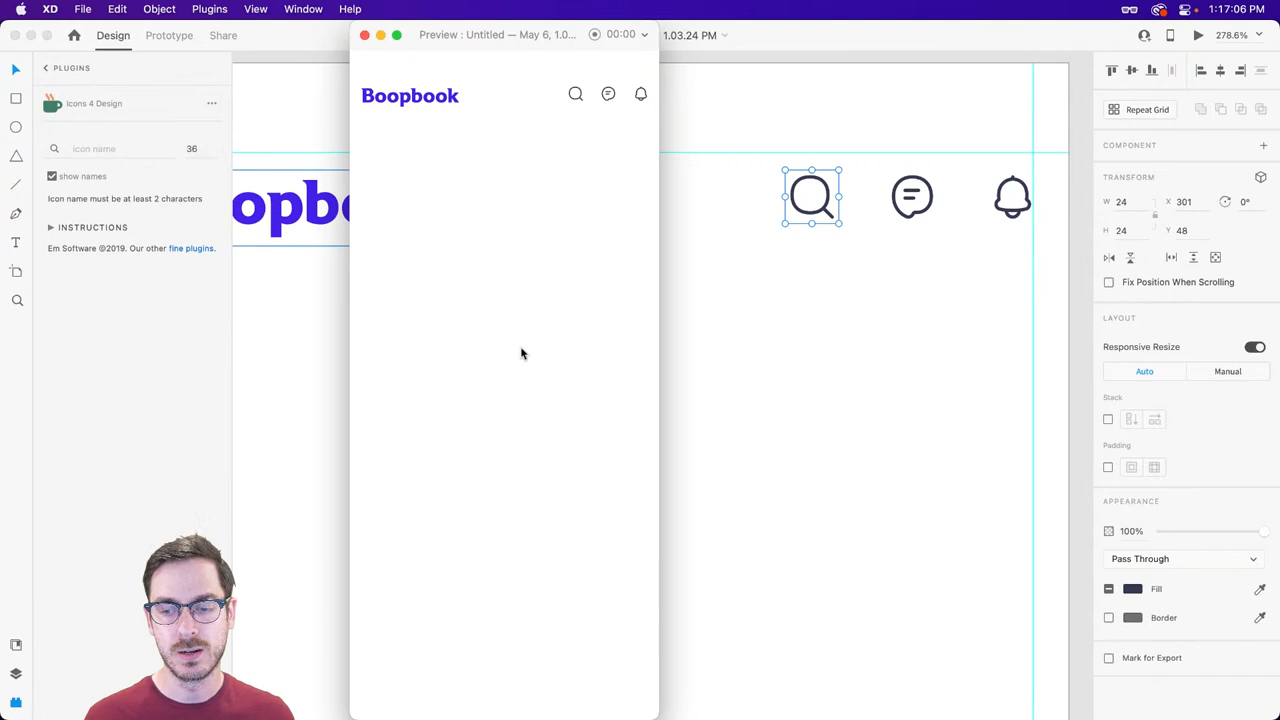 XD File Edit Object Plugins View Window Help 1:17:06 PM
Design Prototype Share
Preview : Untitled — May 6, 1.0... 00:00
1.03.24 PM
278.6%
PLUGINS
Icons 4 Design
icon name 36
show names
Icon name must be at least 2 characters
INSTRUCTIONS
Em Software ©2019. Our other fine plugins.
Boopbook
opbo
Repeat Grid
COMPONENT
TRANSFORM
W 24 X 301 0°
H 24 Y 48
Fix Position When Scrolling
LAYOUT
Responsive Resize
Auto Manual
Stack
Padding
APPEARANCE
100%
Pass Through
Fill
Border
Mark for Export